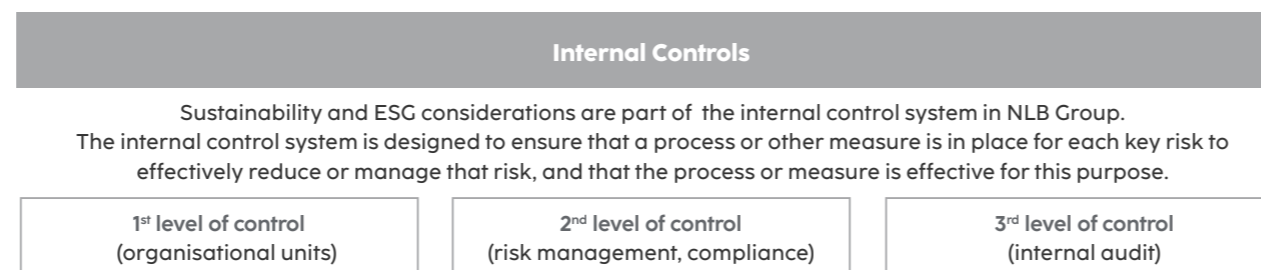 Internal Controls
Sustainability and ESG considerations are part of the internal control system in NLB Group.
The internal control system is designed to ensure that a process or other measure is in place for each key risk to
effectively reduce or manage that risk, and that the process or measure is effective for this purpose.
1st level of control
(organisational units)
2nd level of control
(risk management, compliance)
3rd level of control
(internal audit)